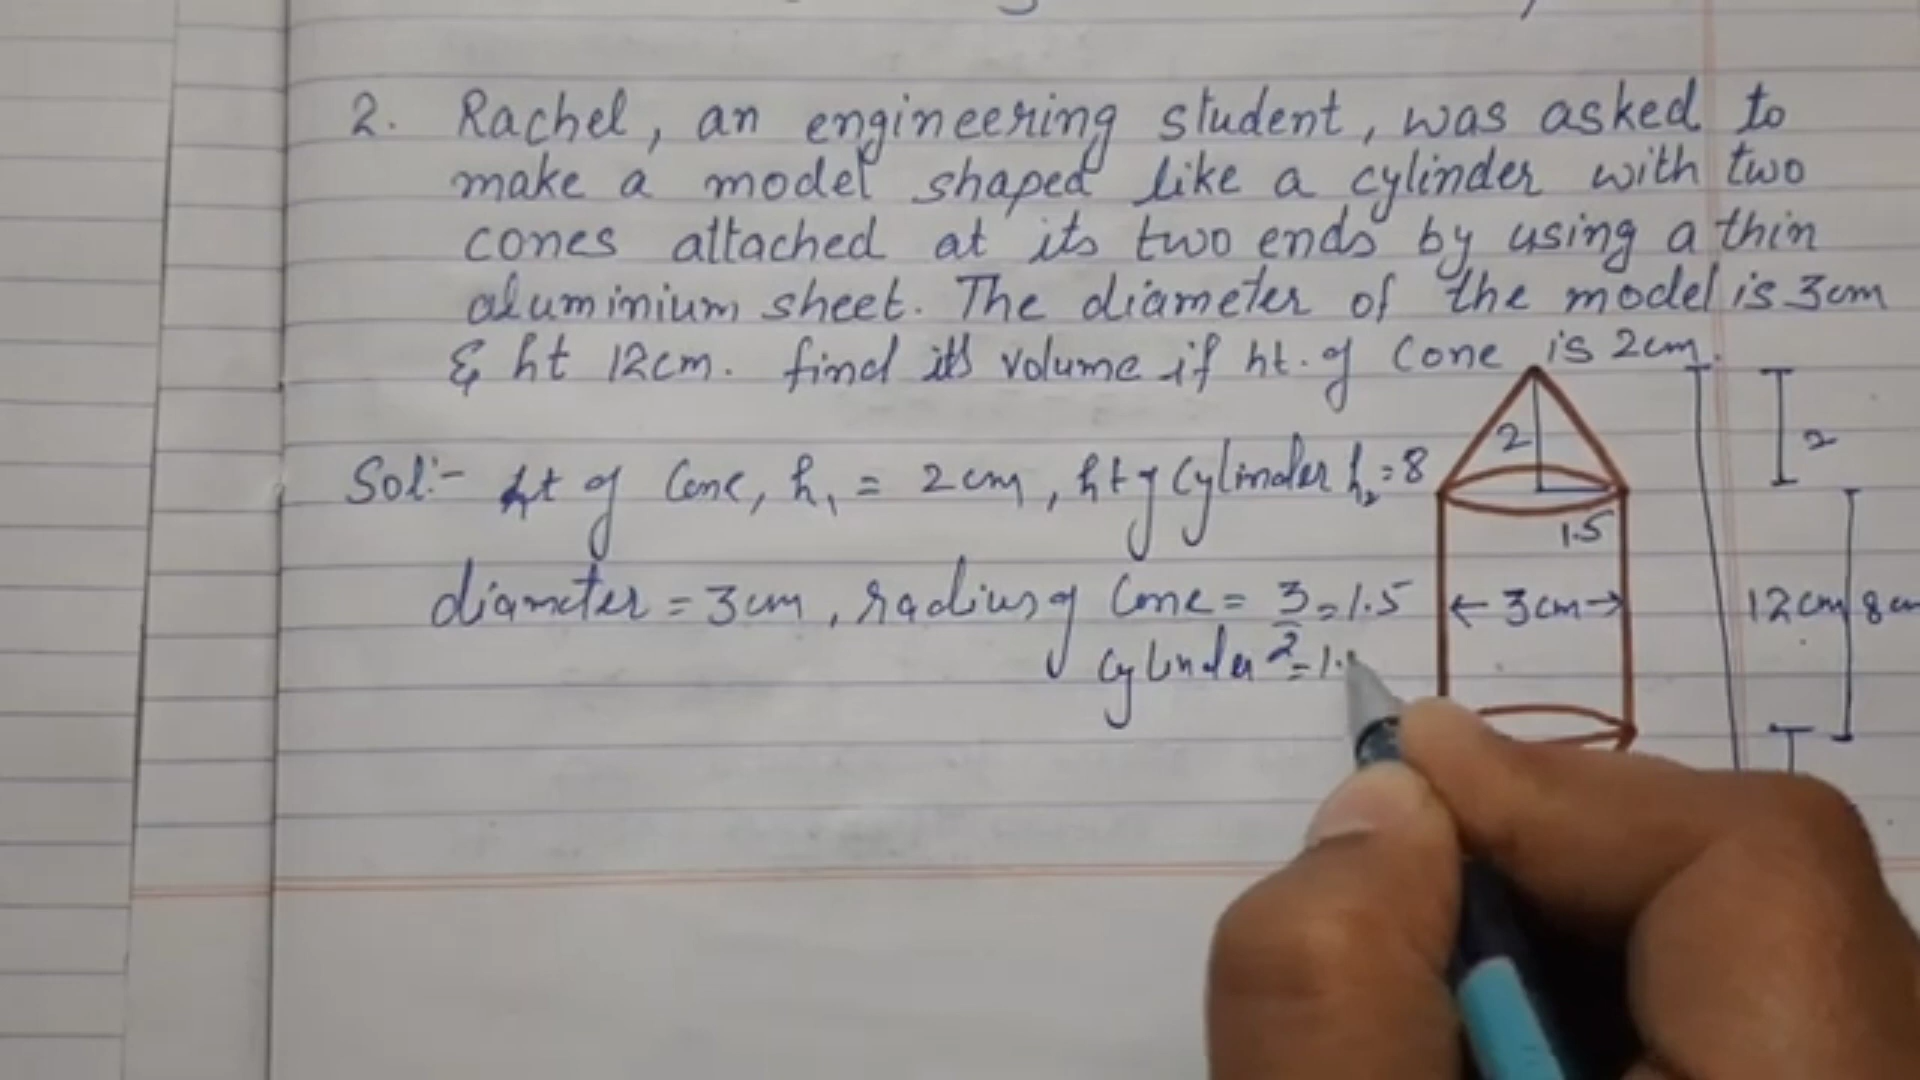 2. Rachel, an engineering student, was asked to
make a model shaped like a cylinder with two
cones attached at its two ends by using a thin
aluminium sheet. The diameter of the model is 3cm
& ht 12cm. find its volume if ht. of Cone is 2cm.
Sol:- ht of Cone, h₁ = 2cm, ht of Cylinder h₂ = 8
diameter = 3cm, radius of Cone = 3/2 = 1.5
Cylinder = 1.
2
1.5
← 3cm →
2
12cm
8cm